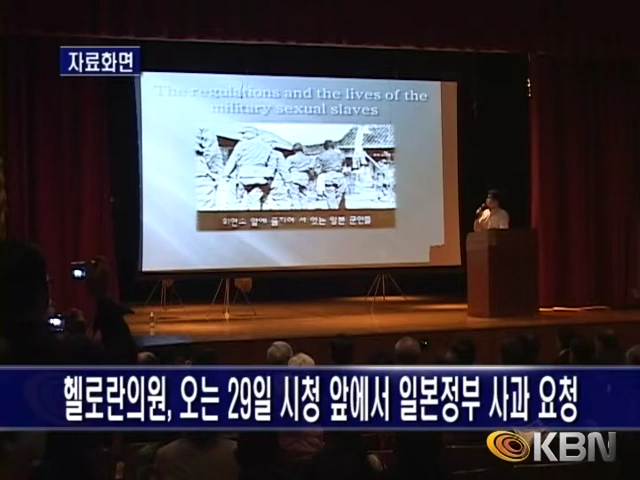 자료화면
The regulations and the lives of the
military sexual slaves
위안소 앞에 줄지어 서 있는 일본 군인들
헬로란의원, 오는 29일 시청 앞에서 일본정부 사과 요청
KBN